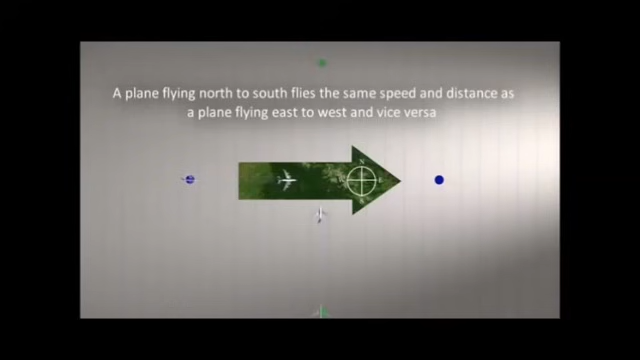 A plane flying north to south flies the same speed and distance as
a plane flying east to west and vice versa
N
W
E